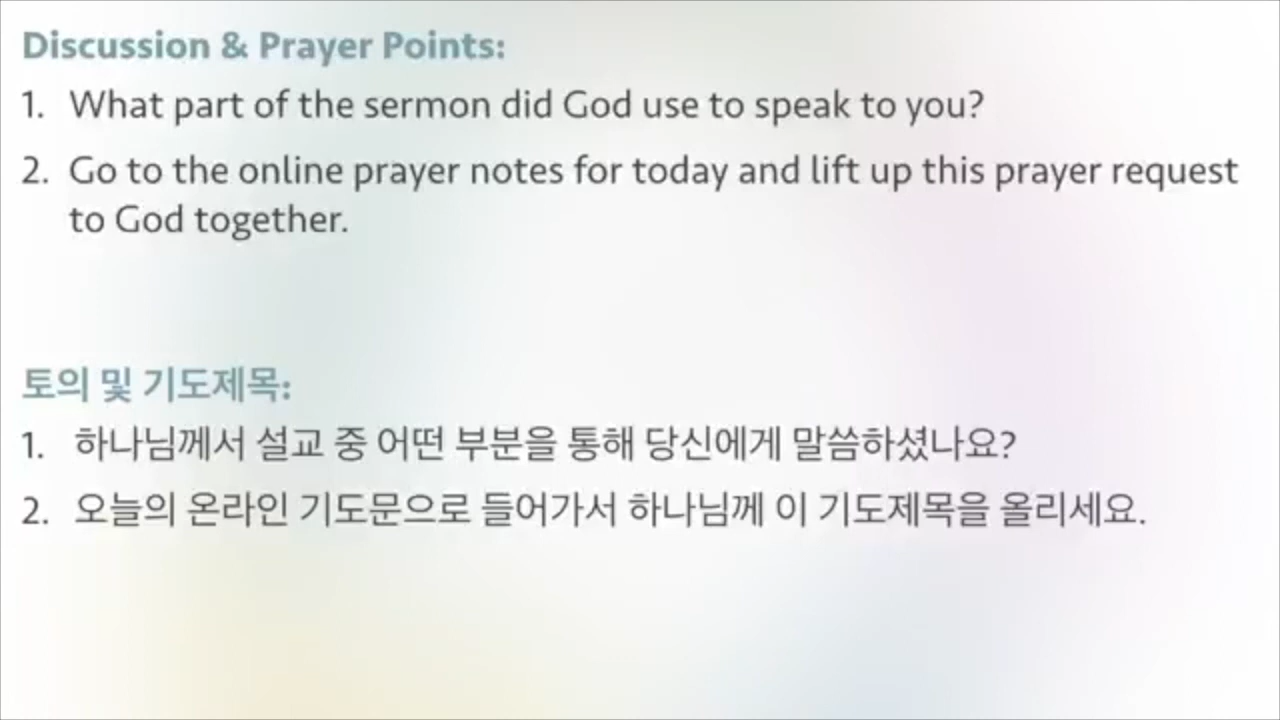 Discussion & Prayer Points:
1. What part of the sermon did God use to speak to you?
2. Go to the online prayer notes for today and lift up this prayer request
to God together.
토의 및 기도제목:
1. 하나님께서 설교 중 어떤 부분을 통해 당신에게 말씀하셨나요?
2. 오늘의 온라인 기도문으로 들어가서 하나님께 이 기도제목을 올리세요.